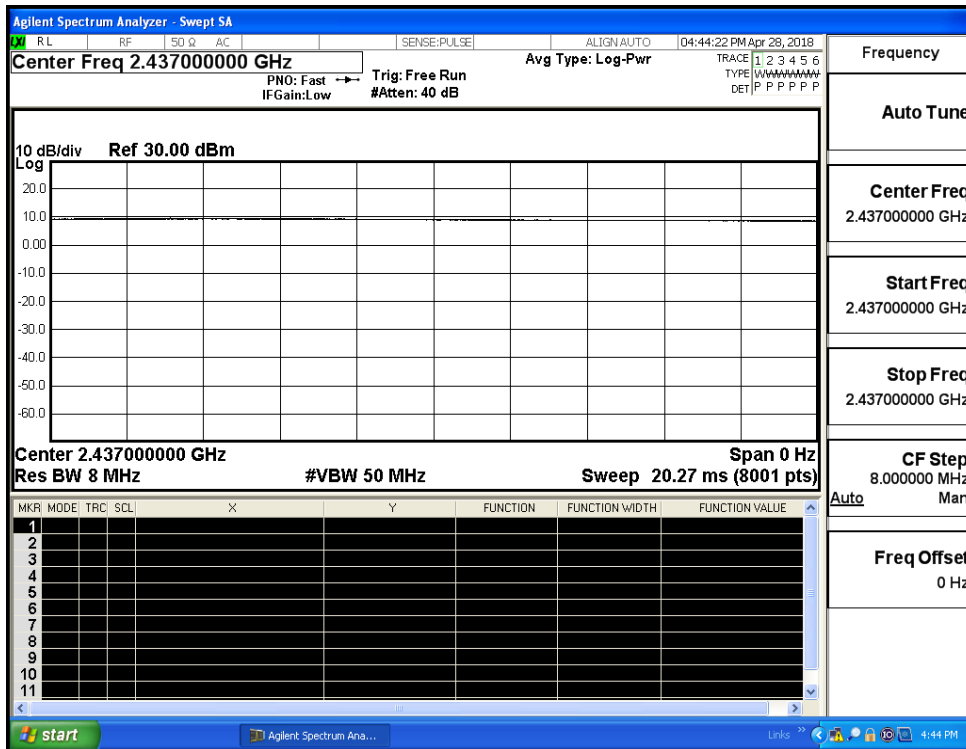 Agilent Spectrum Analyzer - Swept SA
LXI RL RF 50 Ω AC SENSE:PULSE ALIGNAUTO 04:44:22 PM Apr 28, 2018
Center Freq 2.437000000 GHz
PNO: Fast
IFGain:Low
Trig: Free Run
#Atten: 40 dB
Avg Type: Log-Pwr
TRACE 1 2 3 4 5 6
TYPE WWWWWW
DET P P P P P P
10 dB/div Ref 30.00 dBm
Log
20.0
10.0
0.00
-10.0
-20.0
-30.0
-40.0
-50.0
-60.0
Center 2.437000000 GHz Span 0 Hz
Res BW 8 MHz #VBW 50 MHz Sweep 20.27 ms (8001 pts)
MKR MODE TRC SCL X Y FUNCTION FUNCTION WIDTH FUNCTION VALUE
1
2
3
4
5
6
7
8
9
10
11
Frequency
Auto Tune
Center Freq
2.437000000 GHz
Start Freq
2.437000000 GHz
Stop Freq
2.437000000 GHz
CF Step
8.000000 MHz
Auto Man
Freq Offset
0 Hz
start Agilent Spectrum Ana... Links » 4:44 PM